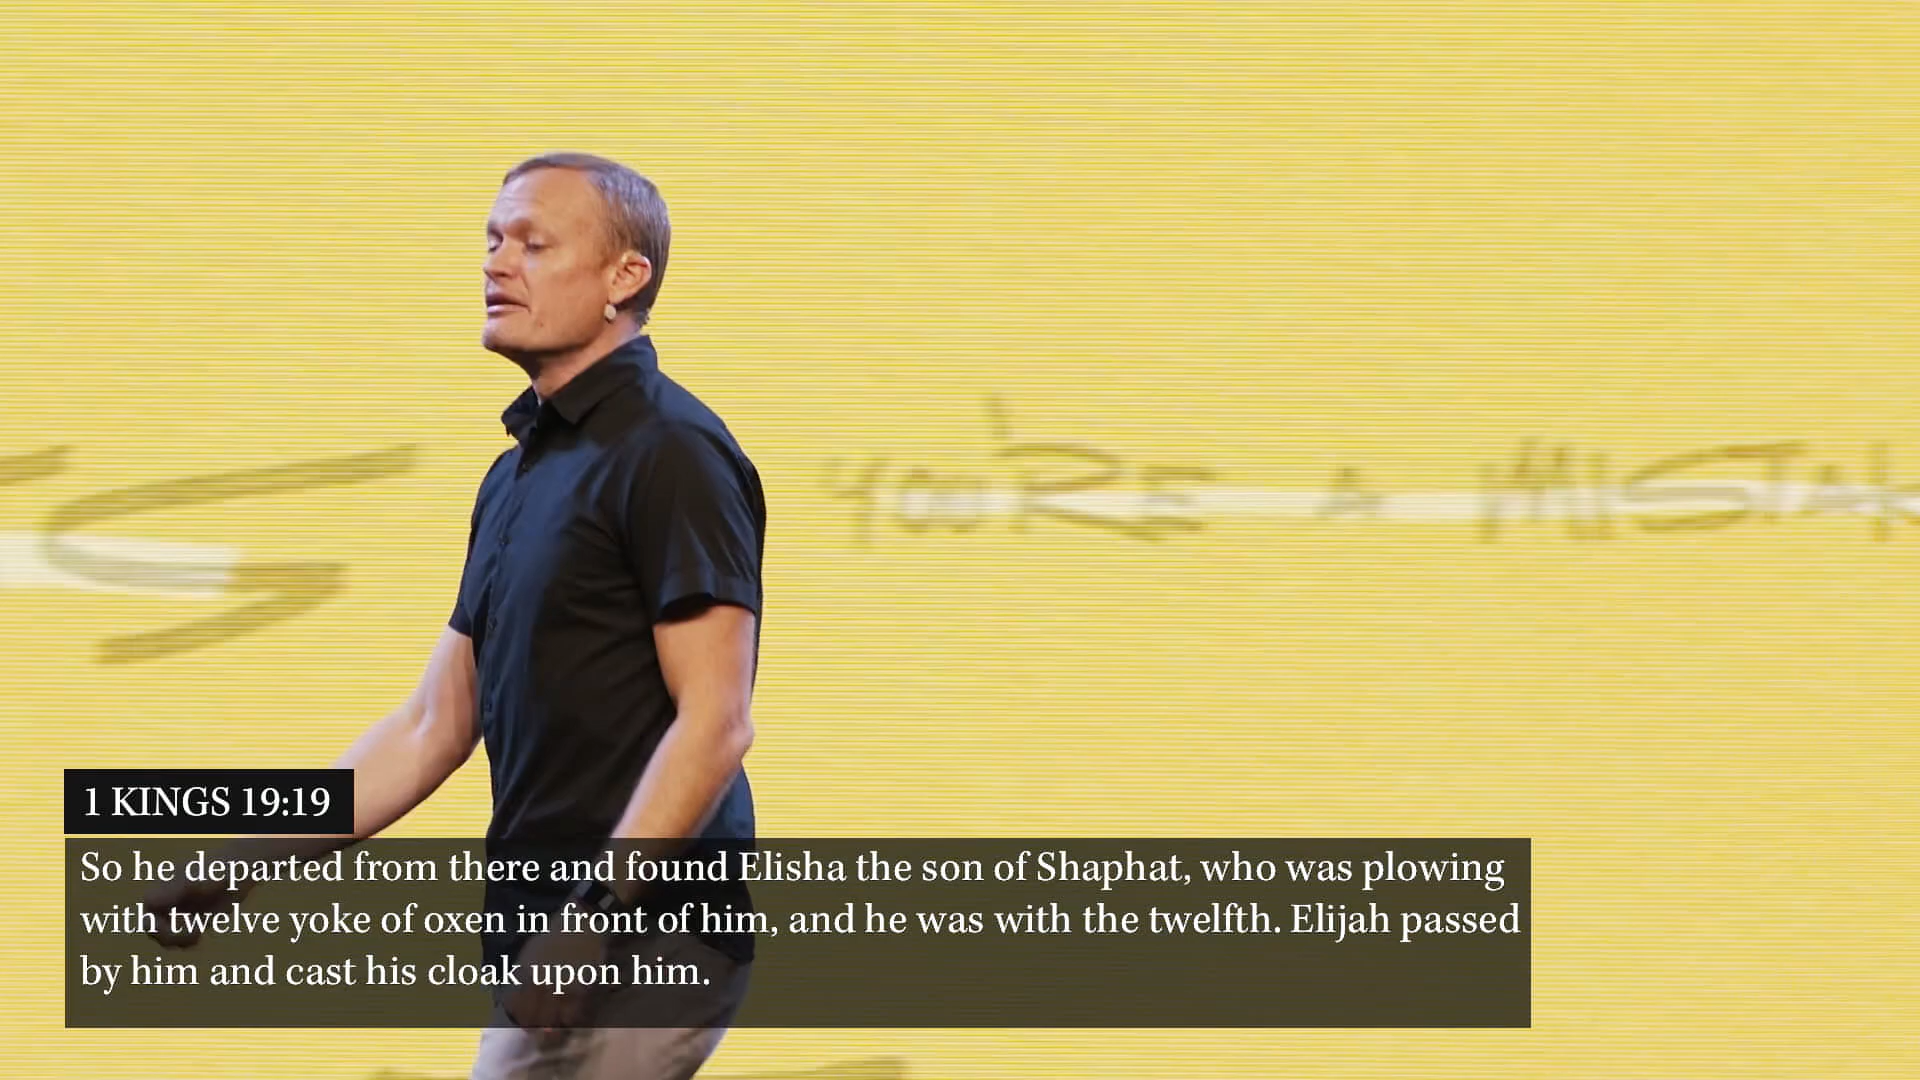 YOU'RE A MISTAK
1 KINGS 19:19
So he departed from there and found Elisha the son of Shaphat, who was plowing
with twelve yoke of oxen in front of him, and he was with the twelfth. Elijah passed
by him and cast his cloak upon him.